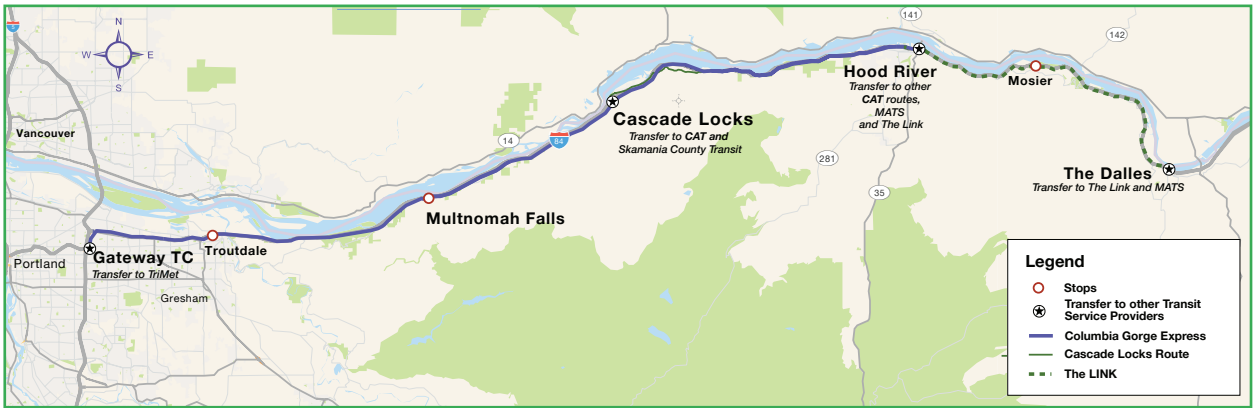 N
W
E
S
5
Vancouver
Portland
Gateway TC
Transfer to TriMet
Troutdale
Gresham
Multnomah Falls
14
84
Cascade Locks
Transfer to CAT and
Skamania County Transit
141
142
Hood River
Transfer to other
CAT routes,
MATS
and The Link
281
35
Mosier
The Dalles
Transfer to The Link and MATS
Legend
Stops
Transfer to other Transit
Service Providers
Columbia Gorge Express
Cascade Locks Route
The LINK